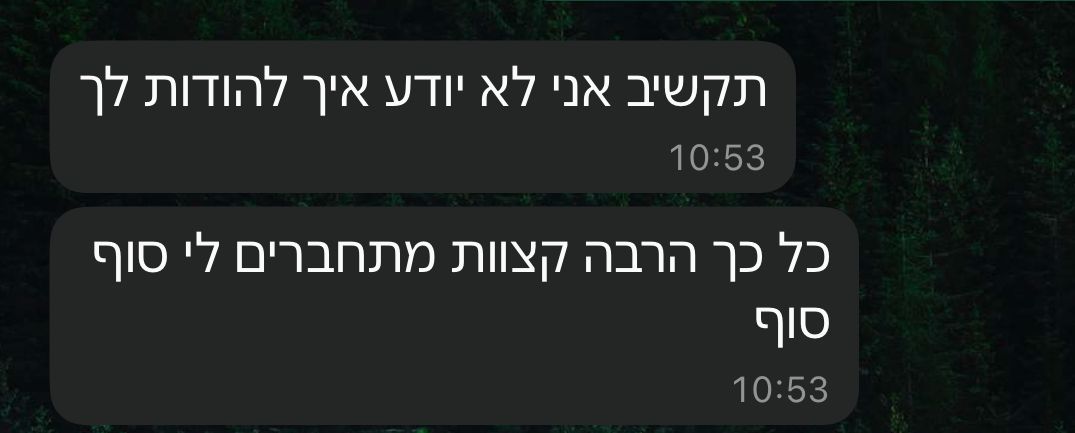 תקשיב אני לא יודע איך להודות לך
10:53
כל כך הרבה קצוות מתחברים לי סוף
סוף
10:53